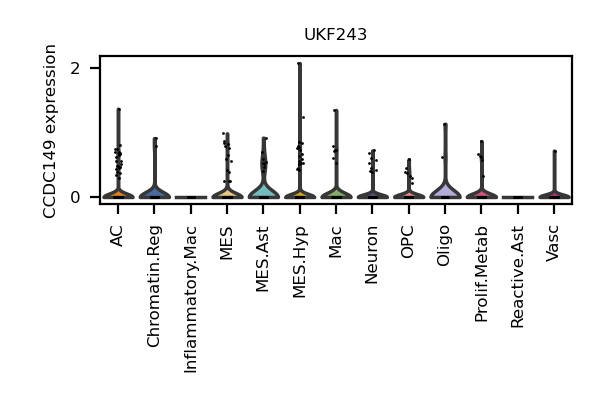 UKF243
CCDC149 expression
2
0
AC
Chromatin.Reg
Inflammatory.Mac
MES
MES.Ast
MES.Hyp
Mac
Neuron
OPC
Oligo
Prolif.Metab
Reactive.Ast
Vasc